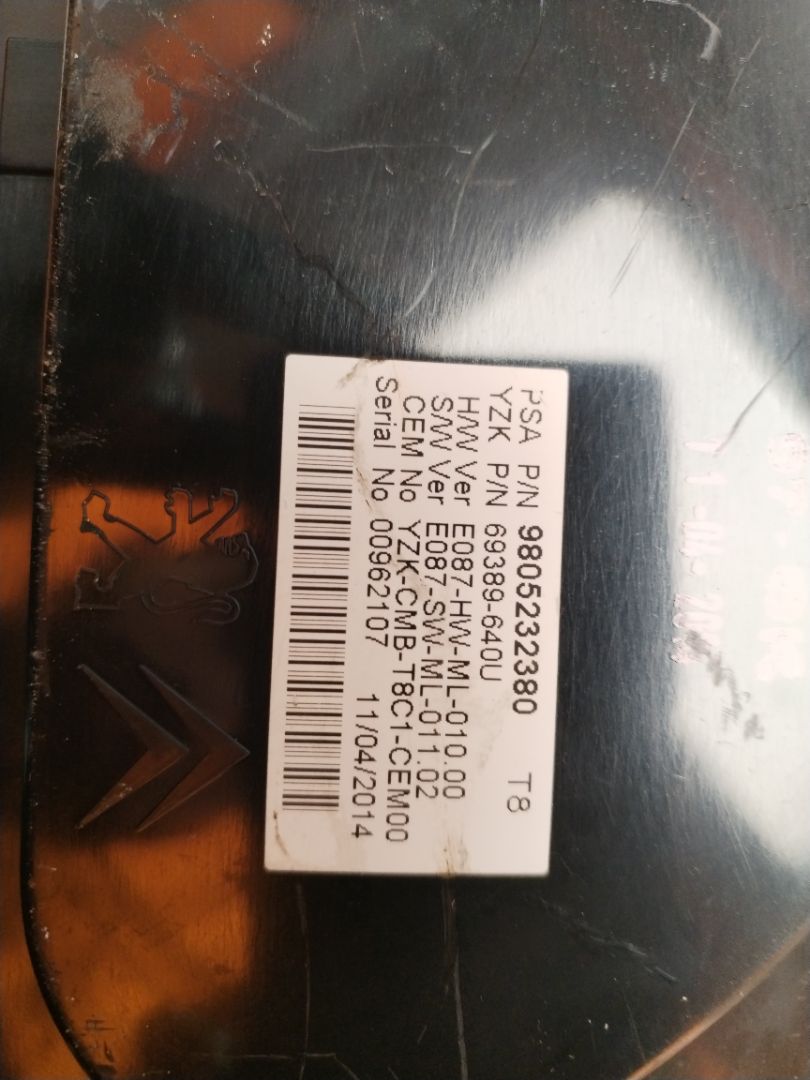 PSA P/N 9805232380 T8
YZK P/N 69389-640U
H/W Ver E087-HW-ML-010.00
S/W Ver E087-SW-ML-011.02
CEM No YZK-CMB-T8C1-CEM00
Serial No 00962107 11/04/2014